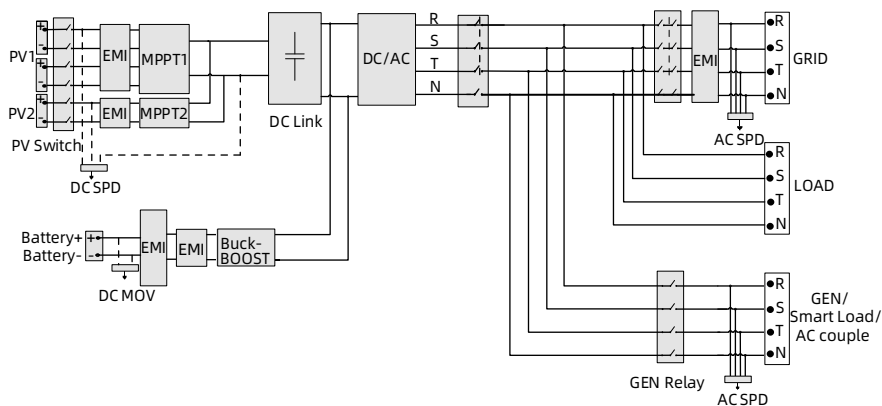 PV1
PV2
+
-
+
-
+
-
PV Switch
EMI
MPPT1
EMI
MPPT2
DC SPD
DC Link
DC/AC
R
S
T
N
EMI
R
S
T
N
GRID
AC SPD
R
S
T
N
LOAD
Battery+
Battery-
+
-
DC MOV
EMI
EMI
Buck-
BOOST
GEN Relay
R
S
T
N
GEN/
Smart Load/
AC couple
AC SPD